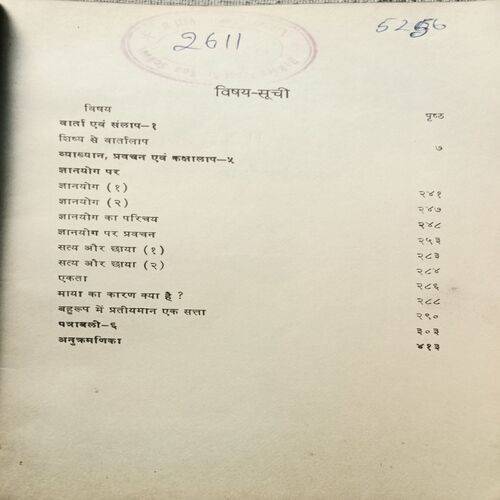 2611
5256
विषय-सूची
विषय पृष्ठ
वार्ता एवं संलाप–१
शिष्य से वार्तालाप ७
व्याख्यान, प्रवचन एवं कक्षालाप–५
ज्ञानयोग पर
ज्ञानयोग (१) २४१
ज्ञानयोग (२) २४७
ज्ञानयोग का परिचय २४८
ज्ञानयोग पर प्रवचन २५३
सत्य और छाया (१) २८३
सत्य और छाया (२) २८४
एकता २८६
माया का कारण क्या है ? २८८
बहुरूप में प्रतीयमान एक सत्ता २९०
पत्रावली–६ ३०३
अनुक्रमणिका ४१३